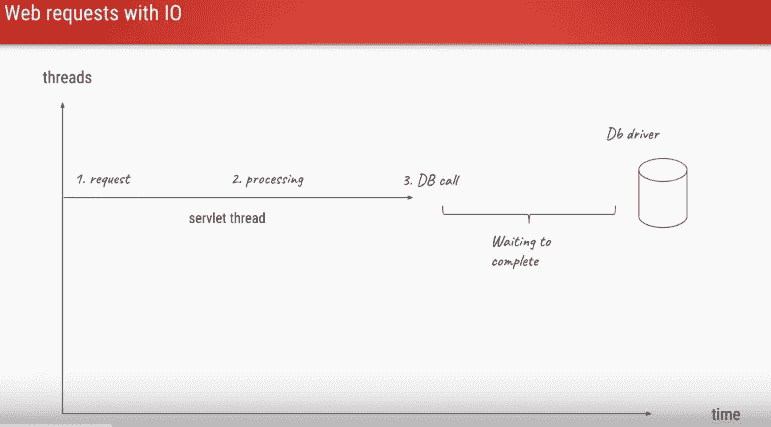 Web requests with IO
threads
Db driver
1. request
2. processing
3. DB call
servlet thread
Waiting to
complete
time